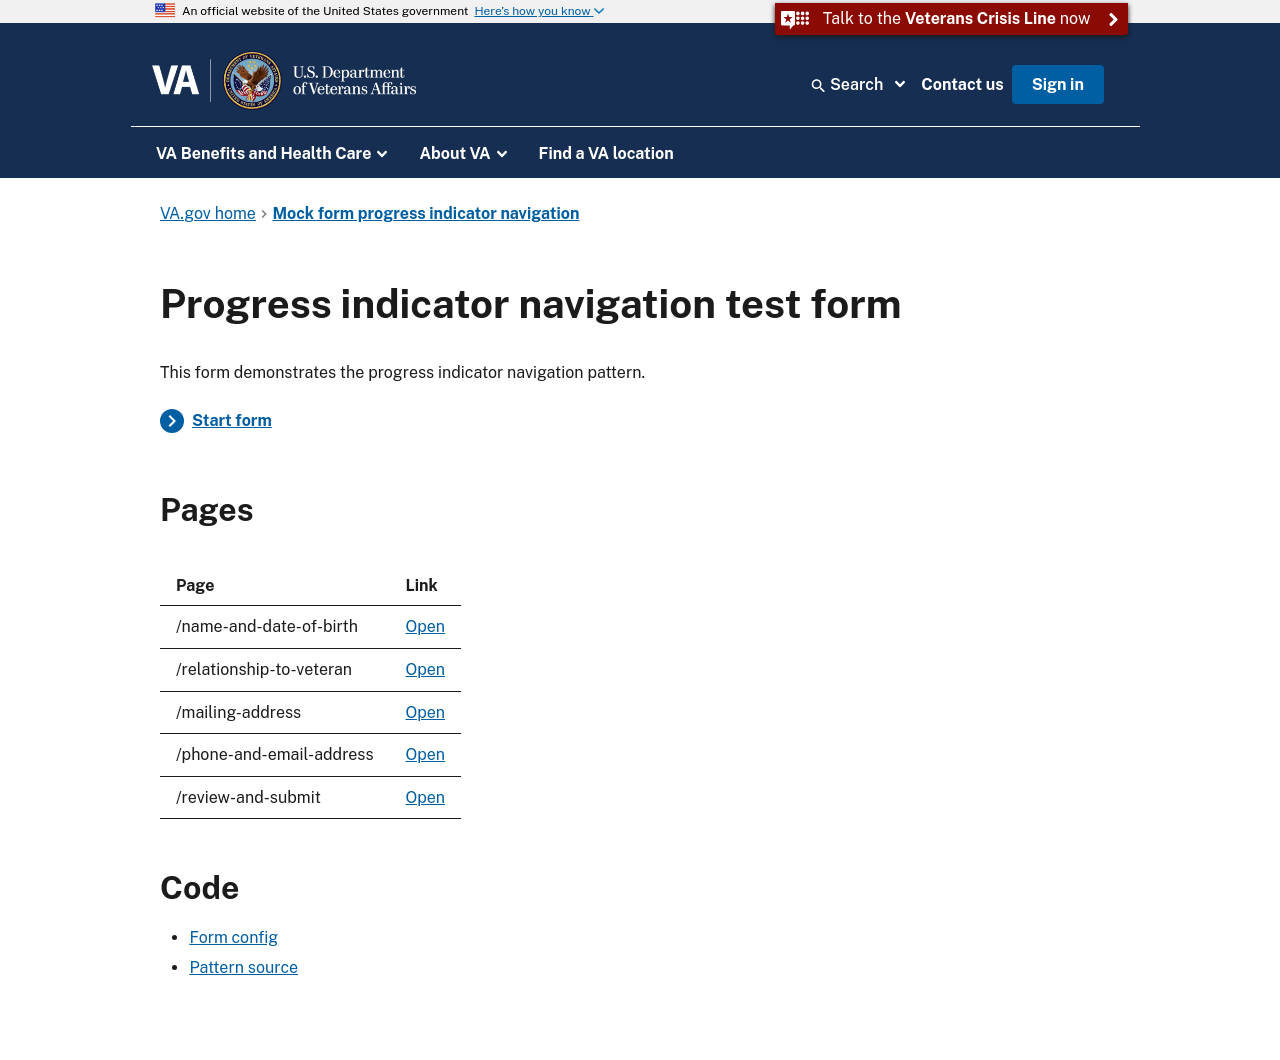 An official website of the United States government Here's how you know
Talk to the Veterans Crisis Line now
VA
U.S. Department
of Veterans Affairs
Search
Contact us
Sign in
VA Benefits and Health Care
About VA
Find a VA location
VA.gov home
Mock form progress indicator navigation
Progress indicator navigation test form
This form demonstrates the progress indicator navigation pattern.
Start form
Pages
Page Link
/name-and-date-of-birth Open
/relationship-to-veteran Open
/mailing-address Open
/phone-and-email-address Open
/review-and-submit Open
Code
Form config
Pattern source